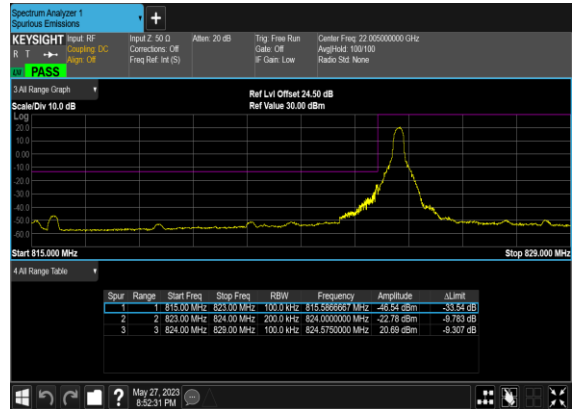 Spectrum Analyzer 1
Spurious Emissions
KEYSIGHT Input: RF Input Z: 50 Ω Atten: 20 dB Trig: Free Run Center Freq: 22.005000000 GHz
R T Coupling: DC Corrections: Off Gate: Off Avg|Hold: 100/100
Align: Off Freq Ref: Int (S) IF Gain: Low Radio Std: None
LW PASS
3 All Range Graph
Ref Lvl Offset 24.50 dB
Scale/Div 10.0 dB Ref Value 30.00 dBm
Log
20.0
10.0
0.00
-10.0
-20.0
-30.0
-40.0
-50.0
-60.0
Start 815.000 MHz Stop 829.000 MHz
4 All Range Table
Spur Range Start Freq Stop Freq RBW Frequency Amplitude ΔLimit
1 1 815.00 MHz 823.00 MHz 100.0 kHz 815.5866667 MHz -46.54 dBm -33.54 dB
2 2 823.00 MHz 824.00 MHz 200.0 kHz 824.0000000 MHz -22.78 dBm -9.783 dB
3 3 824.00 MHz 829.00 MHz 100.0 kHz 824.5750000 MHz 20.69 dBm -9.307 dB
May 27, 2023
8:52:31 PM